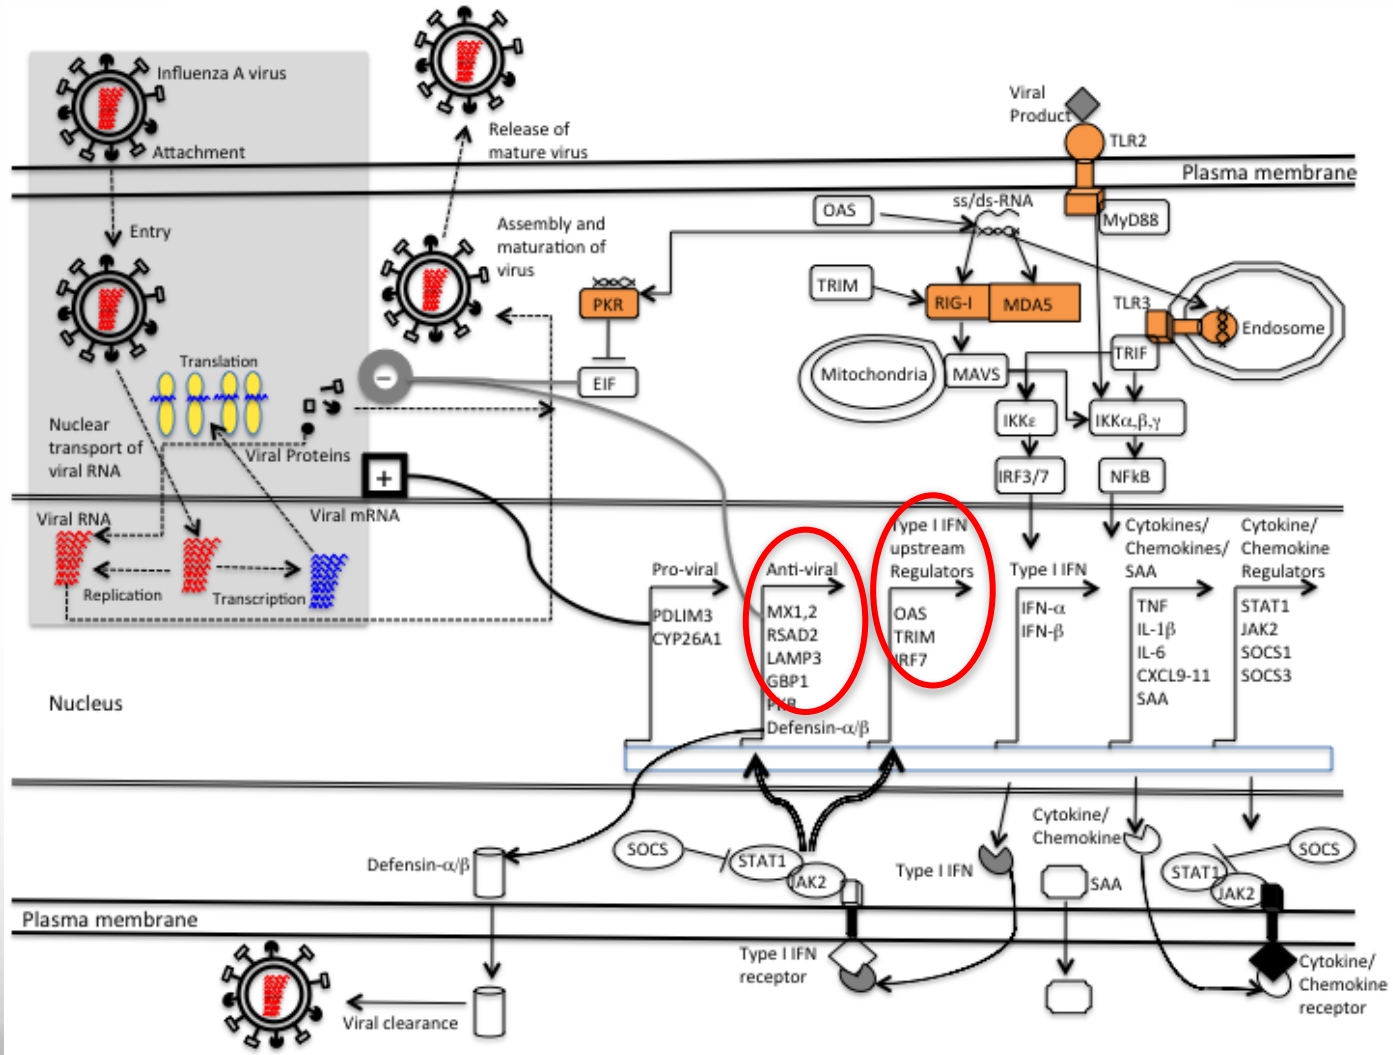 Influenza A virus
Attachment
Entry
Release of
mature virus
Assembly and
maturation of
virus
Translation
Nuclear
transport of
viral RNA
Viral Proteins
Viral RNA
Replication
Transcription
Viral mRNA
−
+
Nucleus
Viral
Product
TLR2
Plasma membrane
MyD88
OAS
ss/ds-RNA
PKR
EIF
TRIM
RIG-I
MDA5
TLR3
Endosome
TRIF
Mitochondria
MAVS
IKKε
IKKα,β,γ
IRF3/7
NFkB
Pro-viral
PDLIM3
CYP26A1
Anti-viral
MX1,2
RSAD2
LAMP3
GBP1
PKR
Defensin-α/β
Type I IFN
upstream
Regulators
OAS
TRIM
IRF7
Type I IFN
IFN-α
IFN-β
Cytokines/
Chemokines/
SAA
TNF
IL-1β
IL-6
CXCL9-11
SAA
Cytokine/
Chemokine
Regulators
STAT1
JAK2
SOCS1
SOCS3
Defensin-α/β
SOCS
STAT1
JAK2
Type I IFN
Cytokine/
Chemokine
SAA
SOCS
STAT1
JAK2
Plasma membrane
Type I IFN
receptor
Cytokine/
Chemokine
receptor
Viral clearance